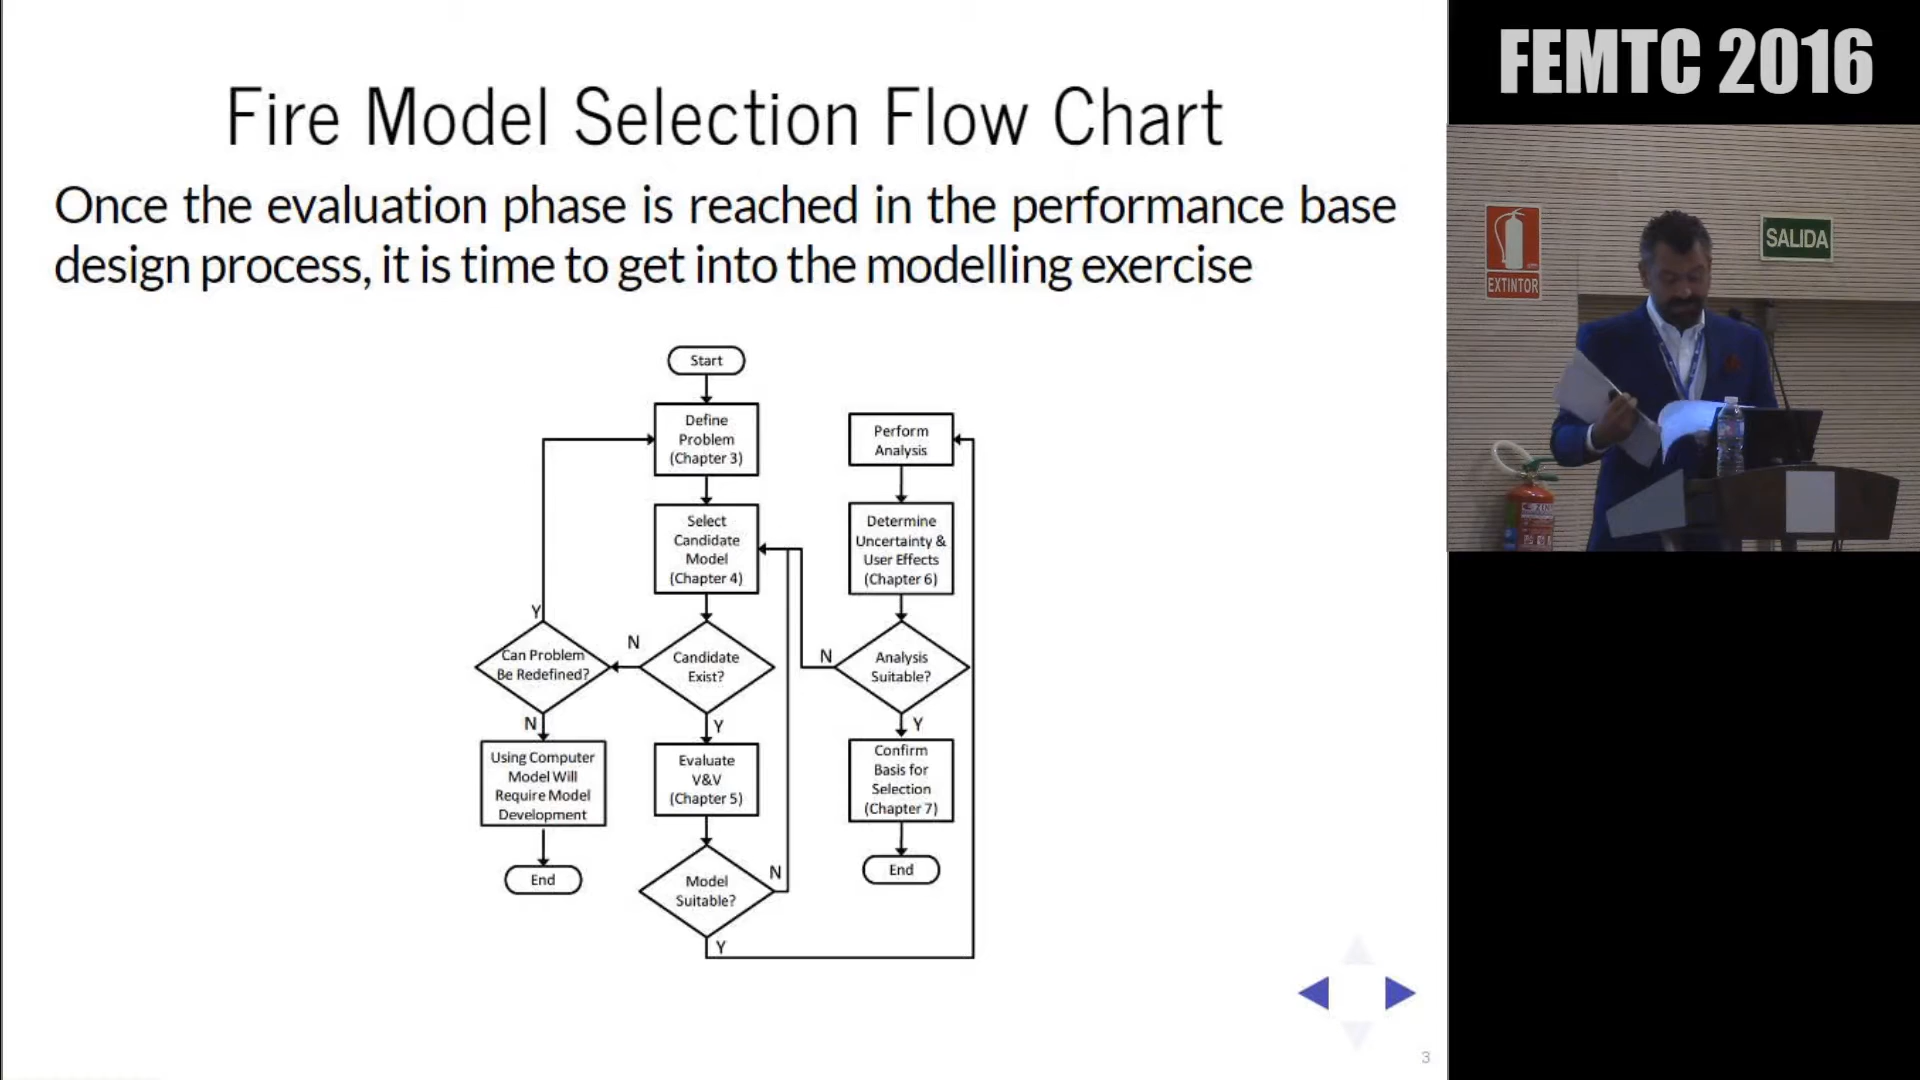 Fire Model Selection Flow Chart
Once the evaluation phase is reached in the performance base
design process, it is time to get into the modelling exercise
Start
Define
Problem
(Chapter 3)
Select
Candidate
Model
(Chapter 4)
Candidate
Exist?
N
Y
Can Problem
Be Redefined?
Y
N
Using Computer
Model Will
Require Model
Development
End
Evaluate
V&V
(Chapter 5)
Model
Suitable?
N
Y
Perform
Analysis
Determine
Uncertainty &
User Effects
(Chapter 6)
Analysis
Suitable?
N
Y
Confirm
Basis for
Selection
(Chapter 7)
End
3
FEMTC 2016
EXTINTOR
SALIDA